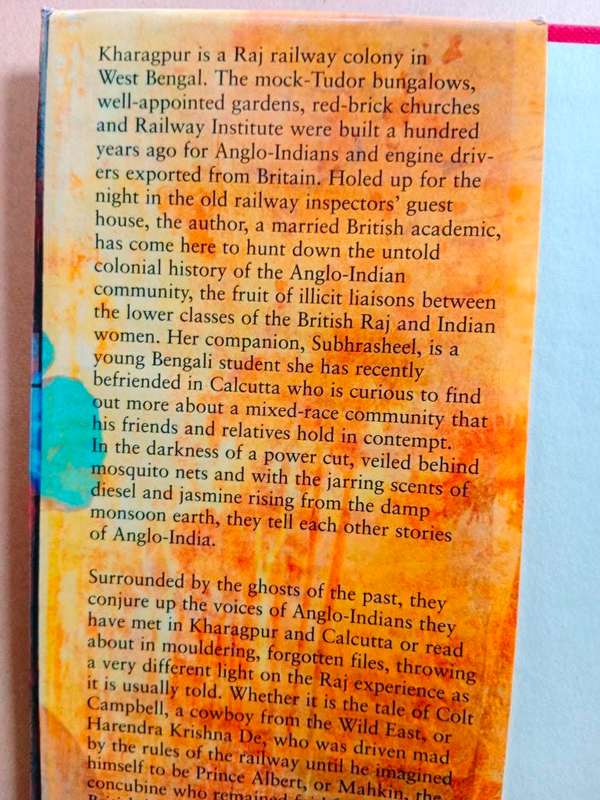 Kharagpur is a Raj railway colony in
West Bengal. The mock-Tudor bungalows,
well-appointed gardens, red-brick churches
and Railway Institute were built a hundred
years ago for Anglo-Indians and engine driv-
ers exported from Britain. Holed up for the
night in the old railway inspectors' guest
house, the author, a married British academic,
has come here to hunt down the untold
colonial history of the Anglo-Indian
community, the fruit of illicit liaisons between
the lower classes of the British Raj and Indian
women. Her companion, Subhrasheel, is a
young Bengali student she has recently
befriended in Calcutta who is curious to find
out more about a mixed-race community that
his friends and relatives hold in contempt.
In the darkness of a power cut, veiled behind
mosquito nets and with the jarring scents of
diesel and jasmine rising from the damp
monsoon earth, they tell each other stories
of Anglo-India.
Surrounded by the ghosts of the past, they
conjure up the voices of Anglo-Indians they
have met in Kharagpur and Calcutta or read
about in mouldering, forgotten files, throwing
a very different light on the Raj experience as
it is usually told. Whether it is the tale of Colt
Campbell, a cowboy from the Wild East, or
Harendra Krishna De, who was driven mad
by the rules of the railway until he imagined
himself to be Prince Albert, or Mahkin, the
concubine who remained